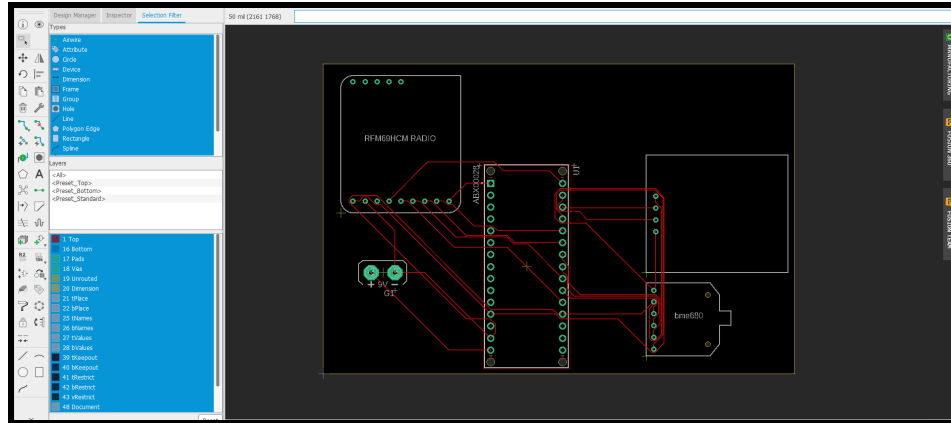 Design Manager
Inspector
Selection Filter
50 mil (2161 1768)
Types
Airwire
Attribute
Circle
Device
Dimension
Frame
Group
Hole
Line
Polygon Edge
Rectangle
Spline
Layers
<All>
<Preset_Top>
<Preset_Bottom>
<Preset_Standard>
1 Top
16 Bottom
17 Pads
18 Vias
19 Unrouted
20 Dimension
21 tPlace
22 bPlace
25 tNames
26 bNames
27 tValues
28 bValues
39 tKeepout
40 bKeepout
41 tRestrict
42 bRestrict
43 vRestrict
48 Document
RFM69HCM RADIO
ABX00028
U1
+ 9V -
G1
bme680
MANUFACTURING